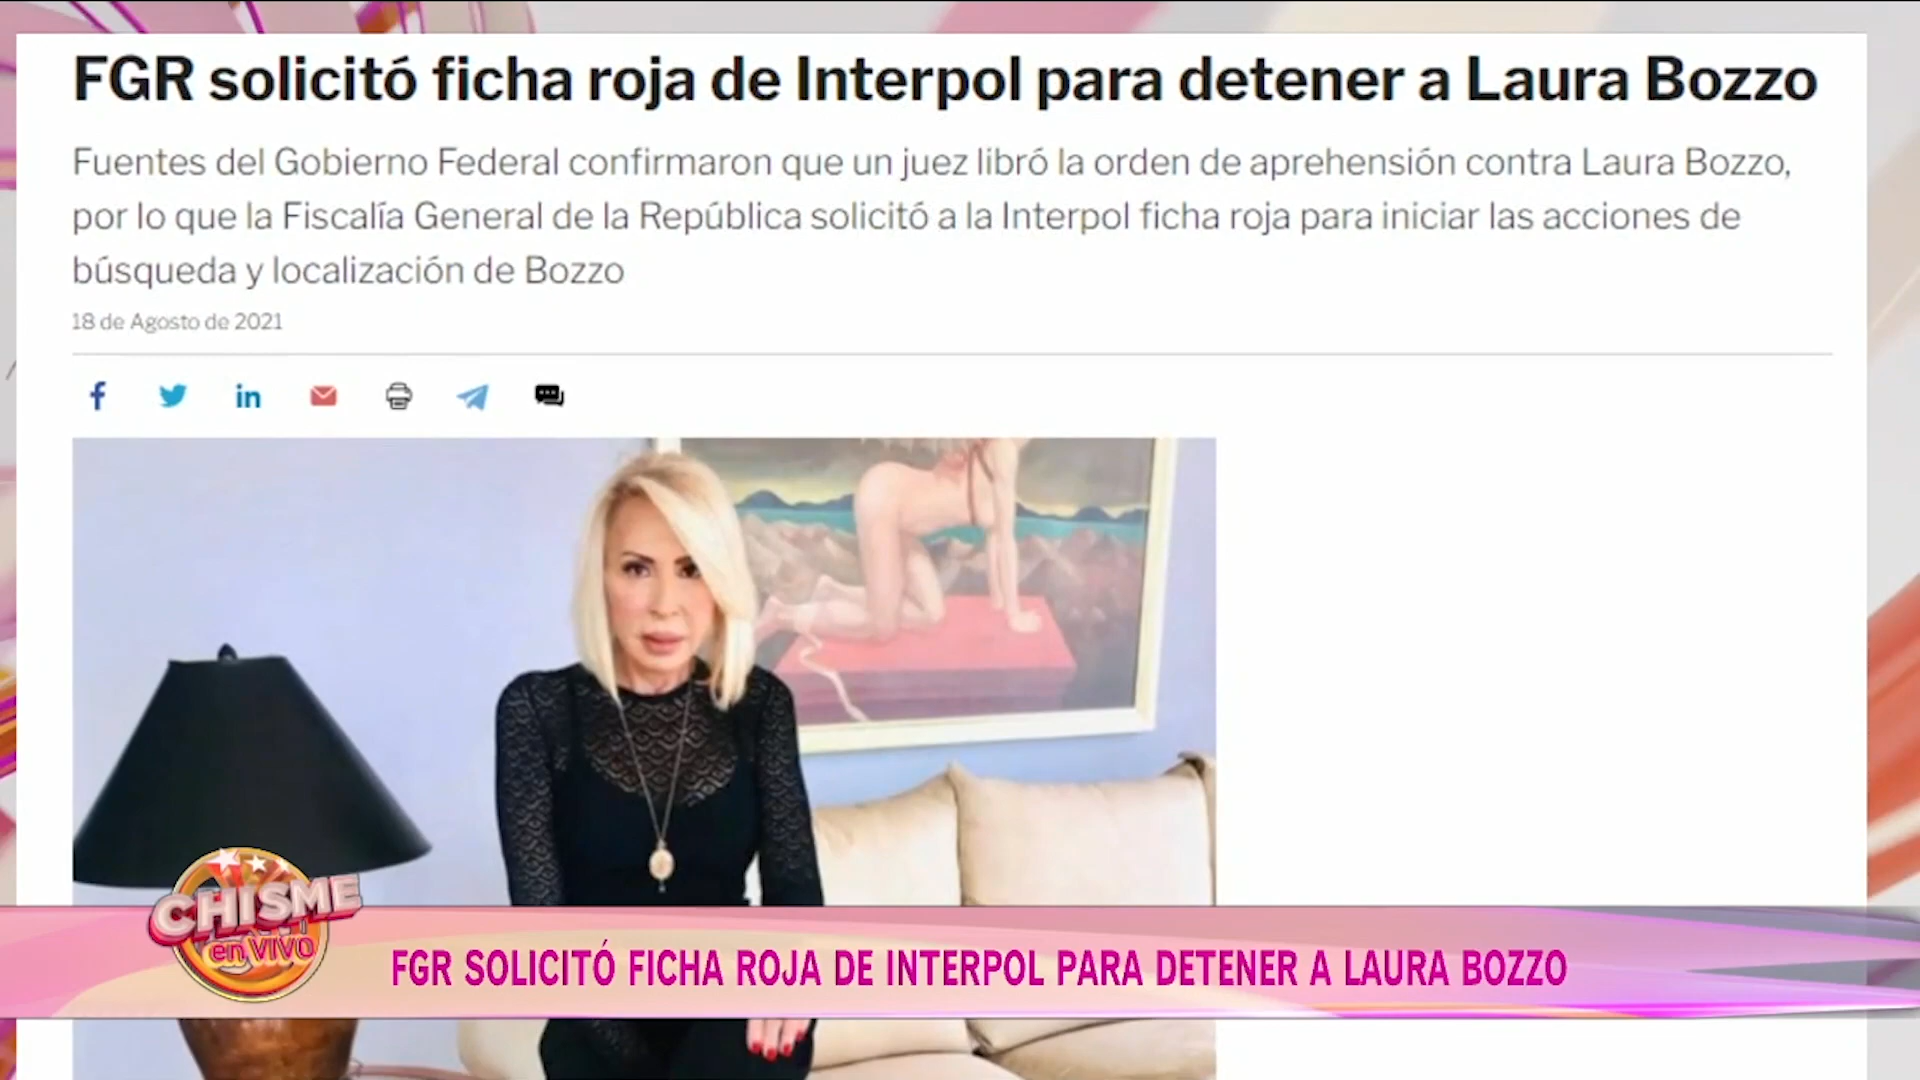 FGR solicitó ficha roja de Interpol para detener a Laura Bozzo
Fuentes del Gobierno Federal confirmaron que un juez libró la orden de aprehensión contra Laura Bozzo,
por lo que la Fiscalía General de la República solicitó a la Interpol ficha roja para iniciar las acciones de
búsqueda y localización de Bozzo
18 de Agosto de 2021
CHISME
en VIVO
FGR SOLICITÓ FICHA ROJA DE INTERPOL PARA DETENER A LAURA BOZZO